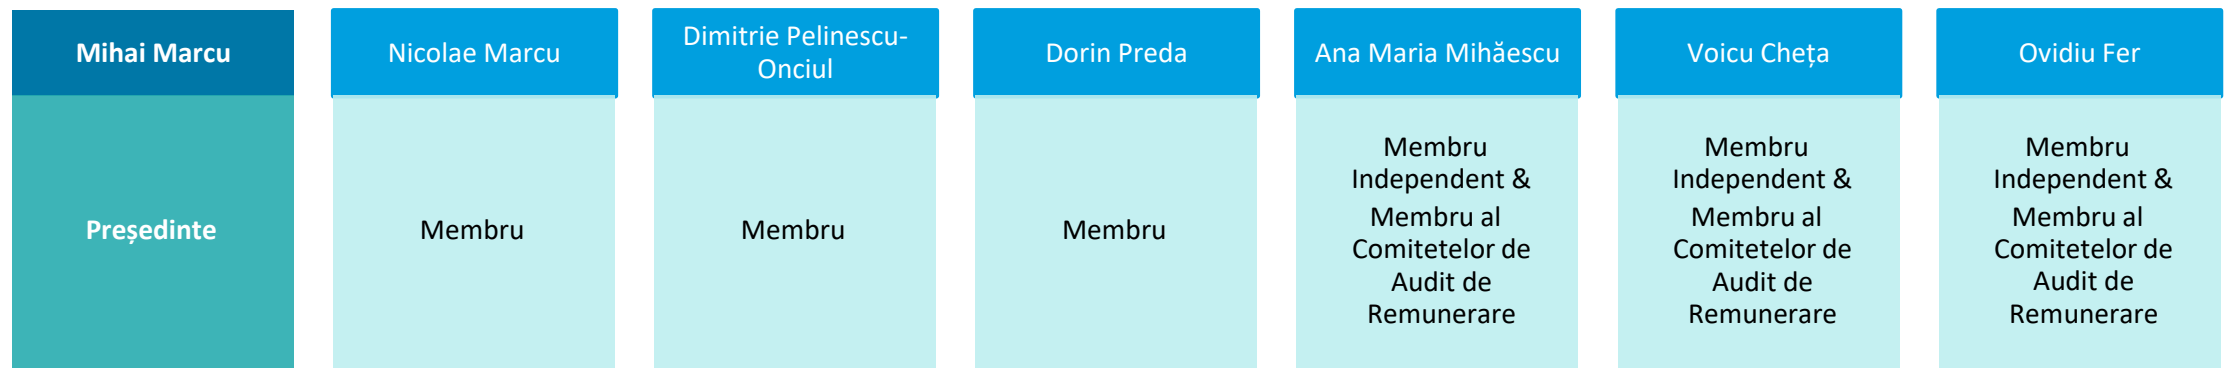 Mihai Marcu
Președinte
Nicolae Marcu
Membru
Dimitrie Pelinescu-
Onciul
Membru
Dorin Preda
Membru
Ana Maria Mihăescu
Membru
Independent &
Membru al
Comitetelor de
Audit de
Remunerare
Voicu Cheța
Membru
Independent &
Membru al
Comitetelor de
Audit de
Remunerare
Ovidiu Fer
Membru
Independent &
Membru al
Comitetelor de
Audit de
Remunerare